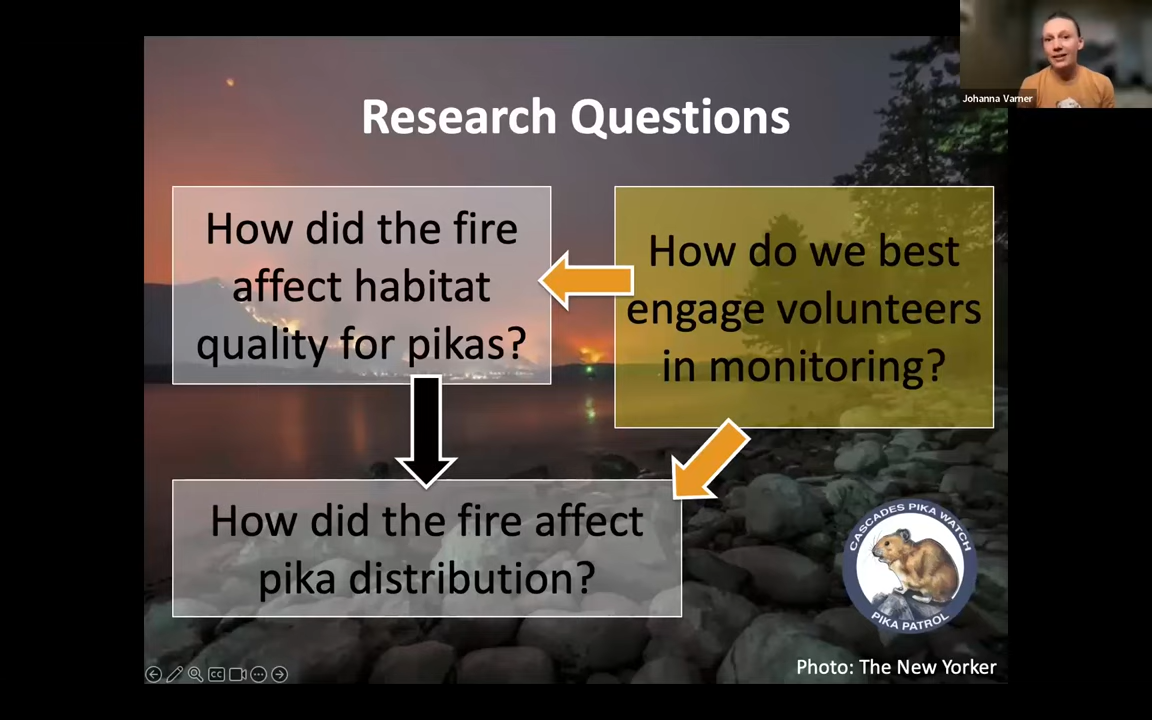 Johanna Varner
Research Questions
How did the fire
affect habitat
quality for pikas?
How do we best
engage volunteers
in monitoring?
How did the fire affect
pika distribution?
CASCADES PIKA WATCH
PIKA PATROL
Photo: The New Yorker
CC